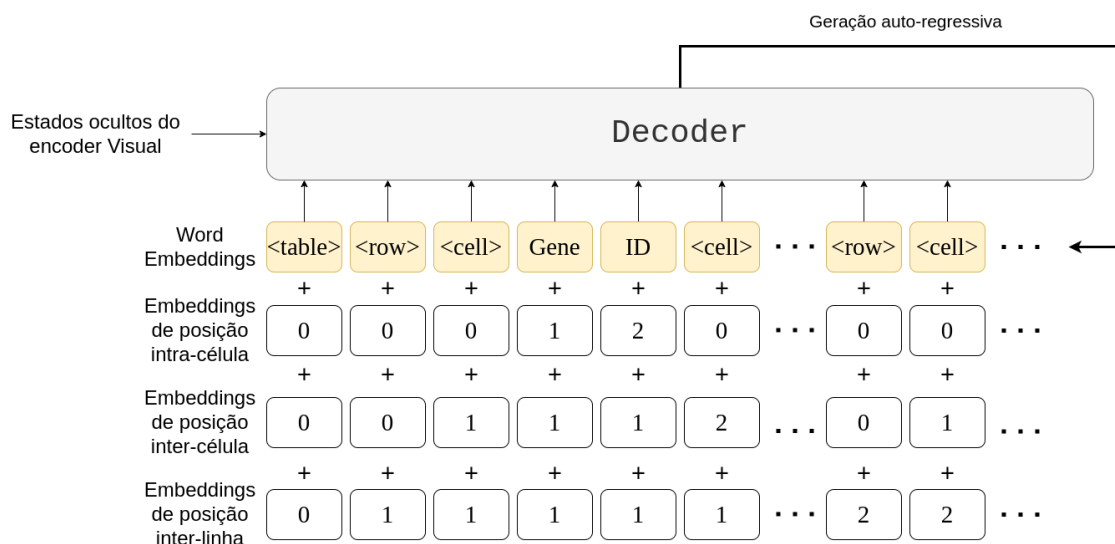 Geração auto-regressiva
Estados ocultos do
encoder Visual
Decoder
Word
Embeddings
<table> <row> <cell> Gene ID <cell> ... <row> <cell> ...
+ + + + + + + +
Embeddings
de posição
intra-célula
0 0 0 1 2 0 ... 0 0 ...
+ + + + + + + +
Embeddings
de posição
inter-célula
0 0 1 1 1 2 ... 0 1 ...
+ + + + + + + +
Embeddings
de posição
inter-linha
0 1 1 1 1 1 ... 2 2 ...